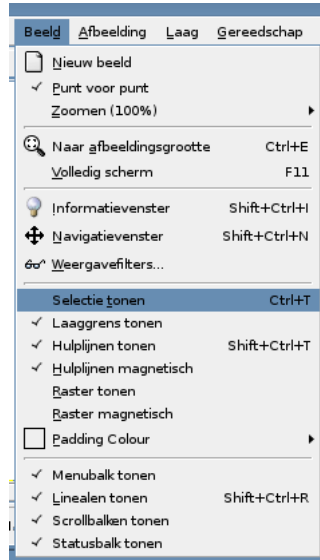 Beeld Afbeelding Laag Gereedschap
Nieuw beeld
Punt voor punt
Zoomen (100%)
Naar afbeeldingsgrootte Ctrl+E
Volledig scherm F11
Informatievenster Shift+Ctrl+I
Navigatievenster Shift+Ctrl+N
Weergavefilters...
Selectie tonen Ctrl+T
Laaggrens tonen
Hulplijnen tonen Shift+Ctrl+T
Hulplijnen magnetisch
Raster tonen
Raster magnetisch
Padding Colour
Menubalk tonen
Linealen tonen Shift+Ctrl+R
Scrollbalken tonen
Statusbalk tonen